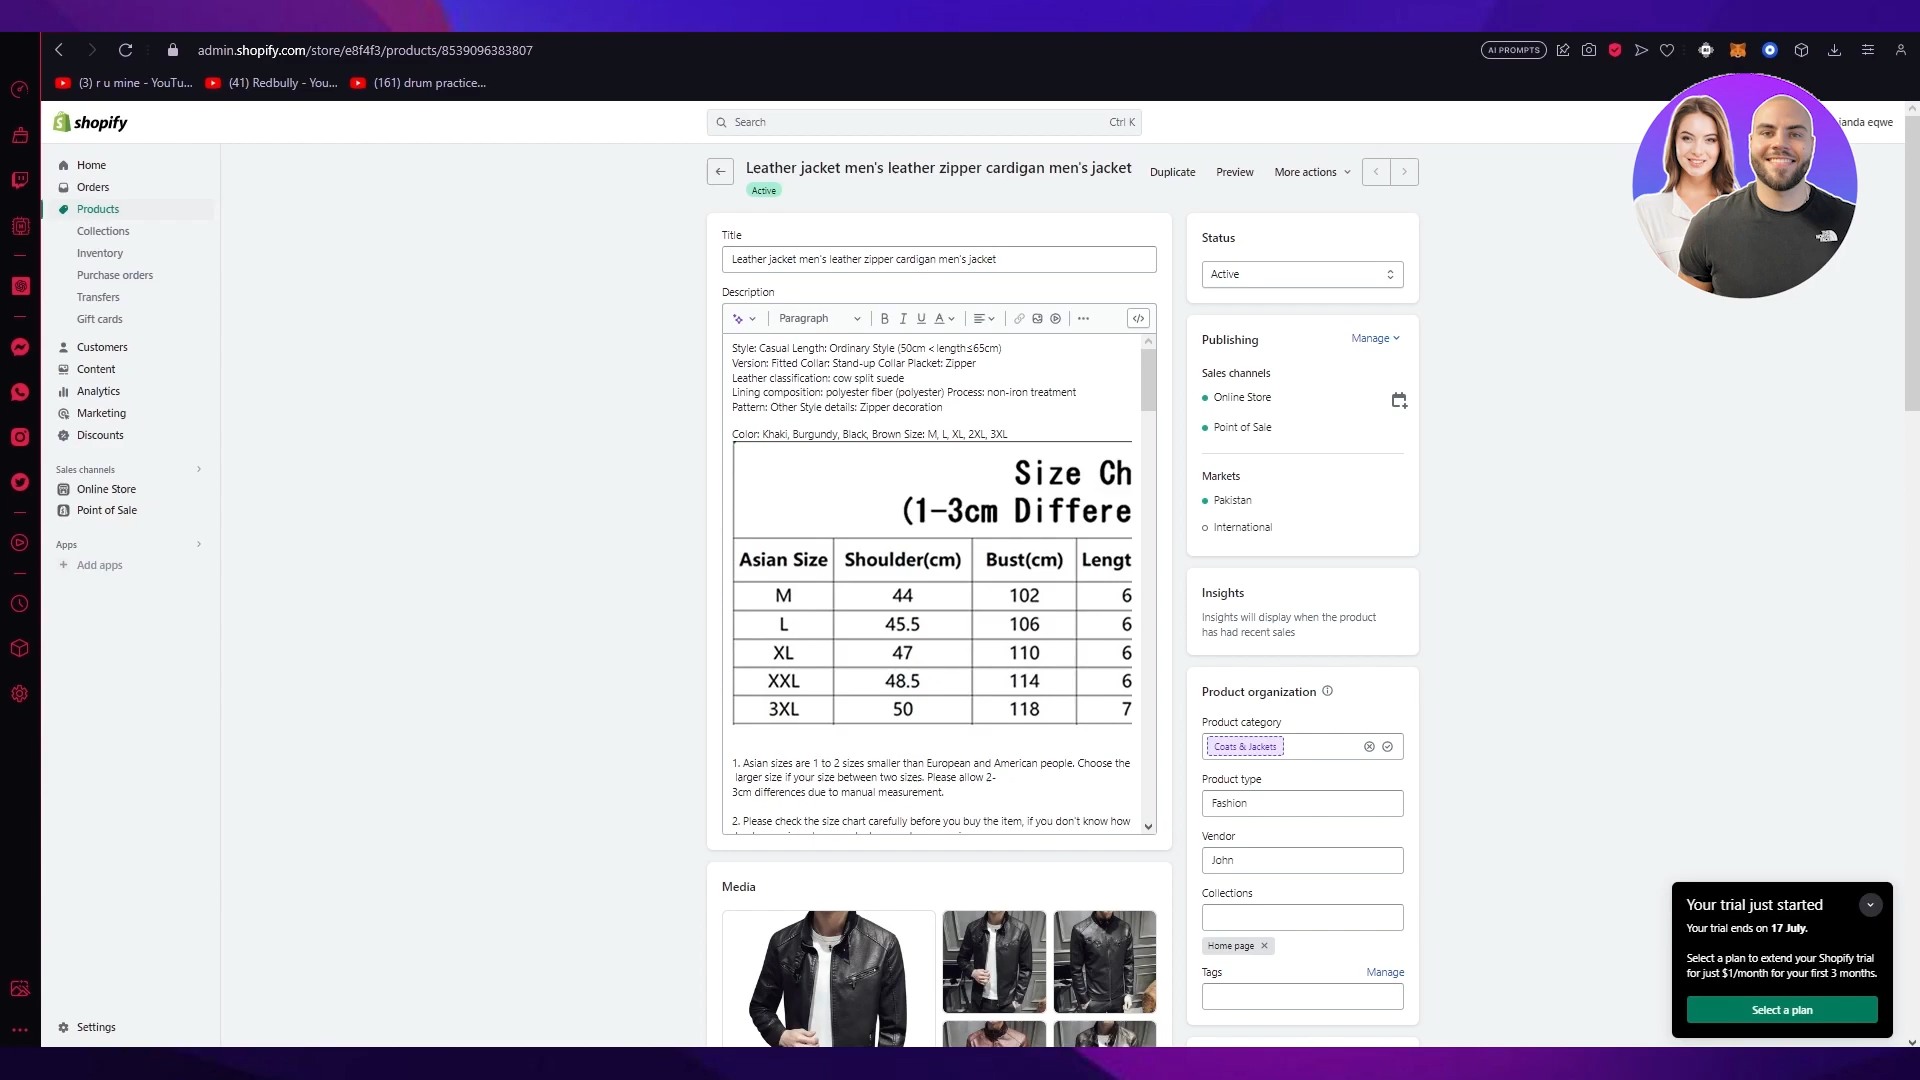 admin.shopify.com/store/e8f4f3/products/8539096383807
AI PROMPTS
(3) r u mine - YouTu...
(41) Redbully - You...
(161) drum practice...
shopify
Search
Ctrl K
ianda eqwe
Home
Orders
Products
Collections
Inventory
Purchase orders
Transfers
Gift cards
Customers
Content
Analytics
Marketing
Discounts
Sales channels
Online Store
Point of Sale
Apps
Add apps
Settings
Leather jacket men's leather zipper cardigan men's jacket
Active
Duplicate
Preview
More actions
Title
Leather jacket men's leather zipper cardigan men's jacket
Description
Paragraph
B I U A
Style: Casual Length: Ordinary Style (50cm < length≤65cm)
Version: Fitted Collar: Stand-up Collar Placket: Zipper
Leather classification: cow split suede
Lining composition: polyester fiber (polyester) Process: non-iron treatment
Pattern: Other Style details: Zipper decoration
Color: Khaki, Burgundy, Black, Brown Size: M, L, XL, 2XL, 3XL
Size Ch
(1-3cm Differe
Asian Size Shoulder(cm) Bust(cm) Lengt
M 44 102 6
L 45.5 106 6
XL 47 110 6
XXL 48.5 114 6
3XL 50 118 7
1. Asian sizes are 1 to 2 sizes smaller than European and American people. Choose the
larger size if your size between two sizes. Please allow 2-
3cm differences due to manual measurement.
2. Please check the size chart carefully before you buy the item, if you don't know how
Media
Status
Active
Publishing
Manage
Sales channels
Online Store
Point of Sale
Markets
Pakistan
International
Insights
Insights will display when the product
has had recent sales
Product organization
Product category
Coats & Jackets
Product type
Fashion
Vendor
John
Collections
Home page
Tags
Manage
Your trial just started
Your trial ends on 17 July.
Select a plan to extend your Shopify trial
for just $1/month for your first 3 months.
Select a plan